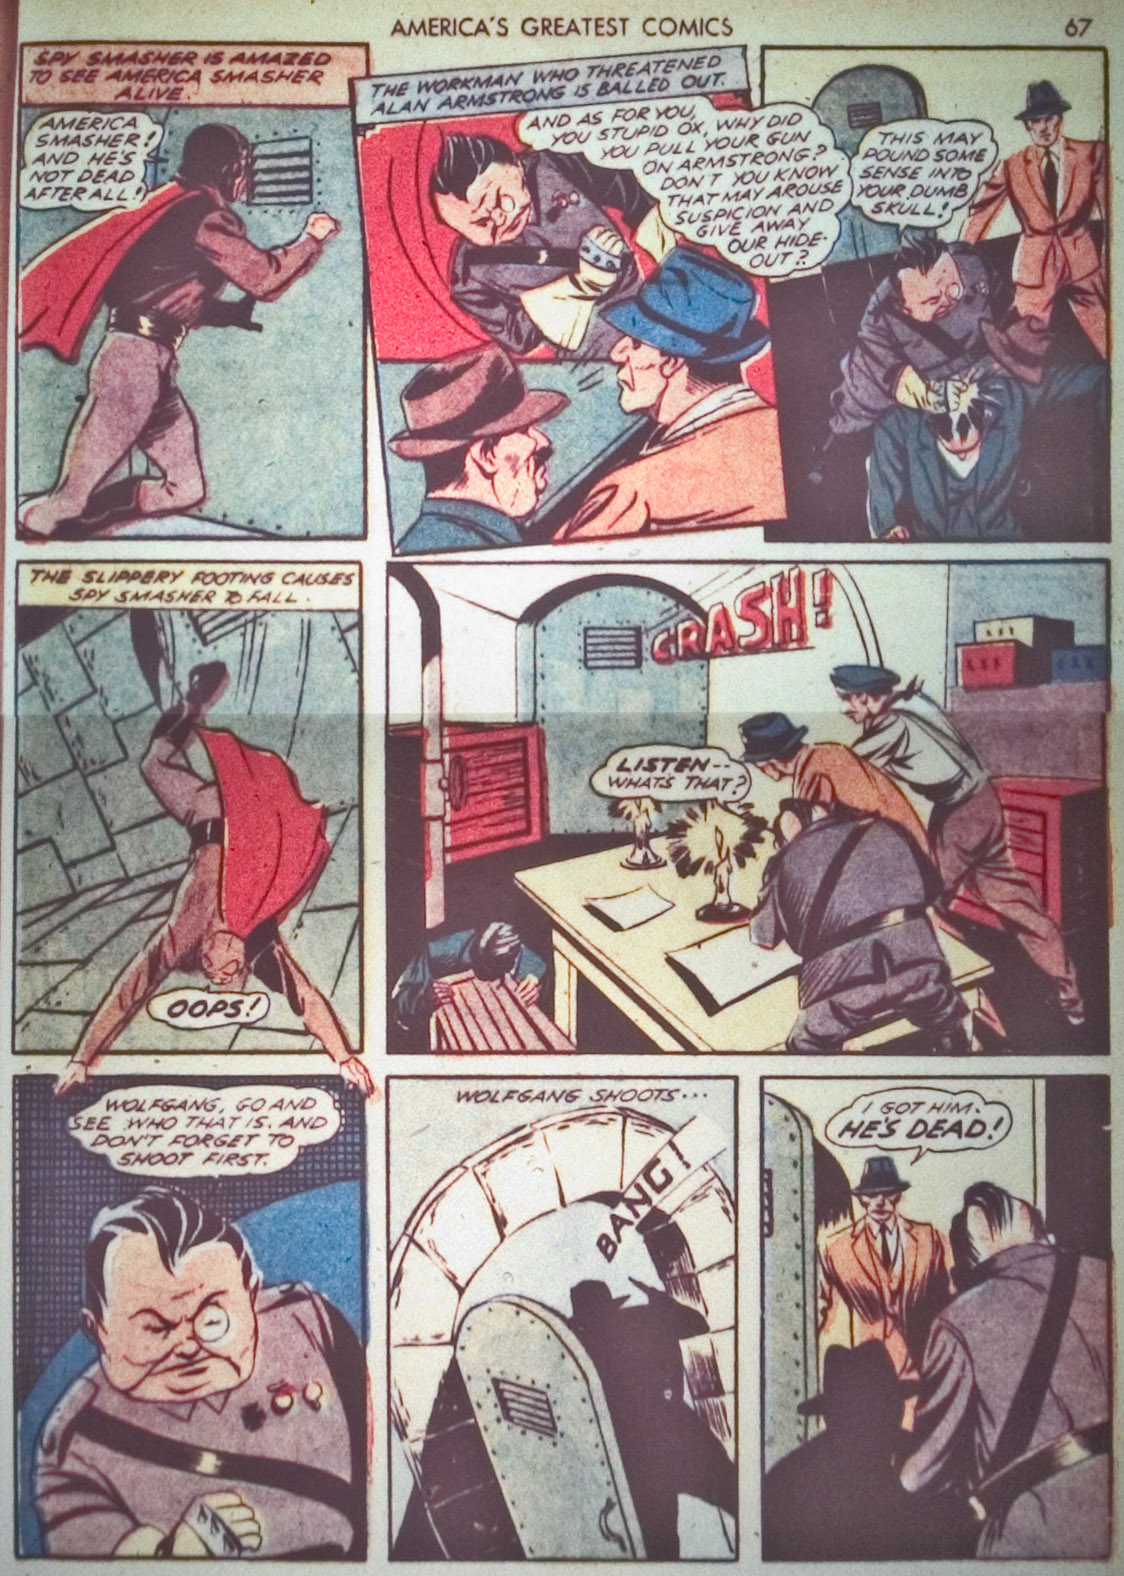 AMERICA'S GREATEST COMICS
67
SPY SMASHER IS AMAZED
TO SEE AMERICA SMASHER
ALIVE.
AMERICA
SMASHER!
AND HE'S
NOT DEAD
AFTER ALL!
THE WORKMAN WHO THREATENED
ALAN ARMSTRONG IS BALLED OUT.
AND AS FOR YOU,
YOU STUPID OX, WHY DID
YOU PULL YOUR GUN
ON ARMSTRONG?
DON'T YOU KNOW
THAT MAY AROUSE
SUSPICION AND
GIVE AWAY
OUR HIDE-
OUT?
THIS MAY
POUND SOME
SENSE INTO
YOUR DUMB
SKULL!
THE SLIPPERY FOOTING CAUSES
SPY SMASHER TO FALL.
OOPS!
CRASH!
LISTEN--
WHAT'S THAT?
WOLFGANG, GO AND
SEE WHO THAT IS. AND
DON'T FORGET TO
SHOOT FIRST.
WOLFGANG SHOOTS...
BANG!
I GOT HIM.
HE'S DEAD!